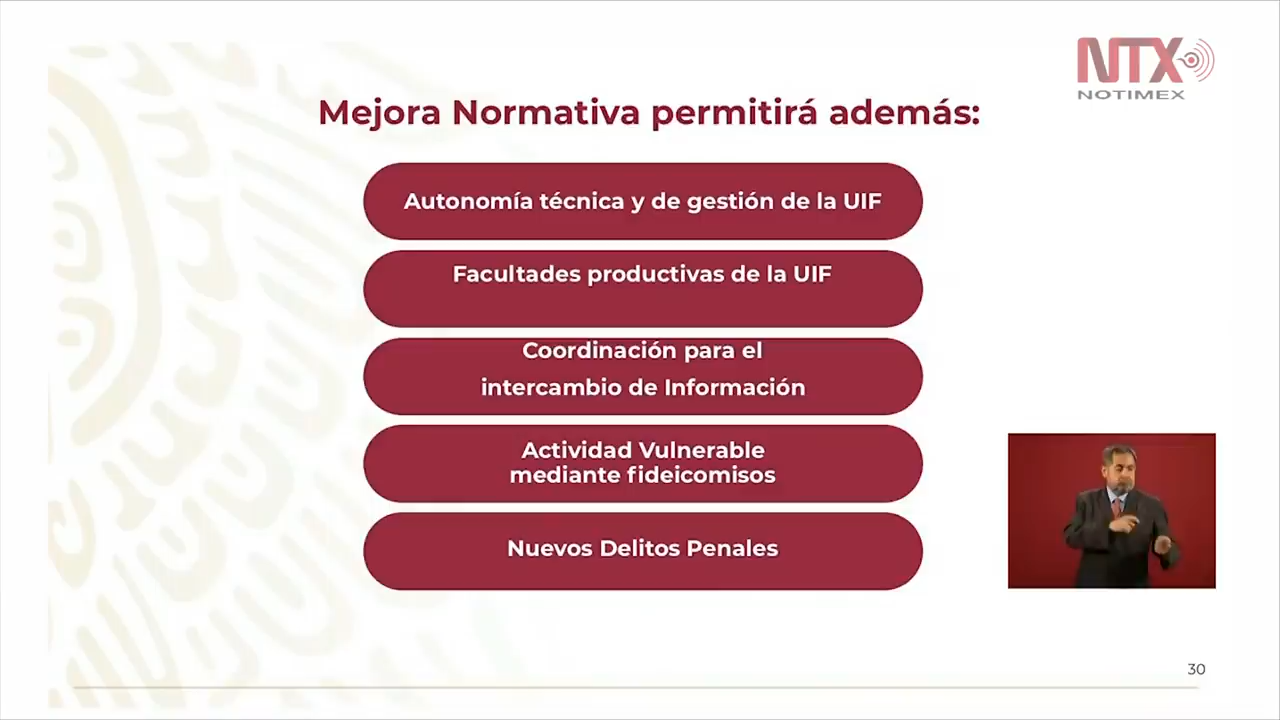 NTX
NOTIMEX
Mejora Normativa permitirá además:
Autonomía técnica y de gestión de la UIF
Facultades productivas de la UIF
Coordinación para el
intercambio de Información
Actividad Vulnerable
mediante fideicomisos
Nuevos Delitos Penales
30